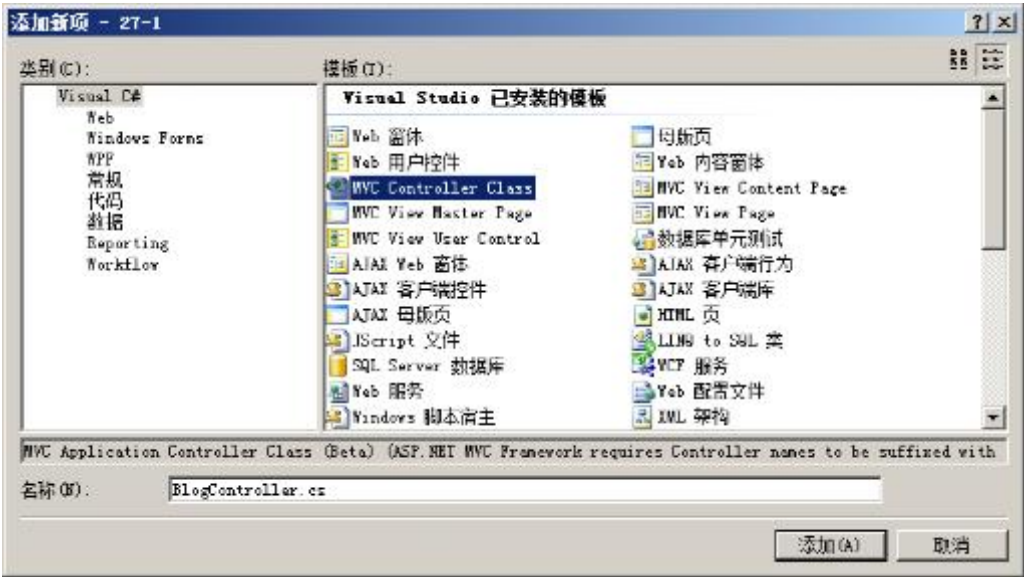 添加新项 - 27-1
类别(C):
模板(T):
Visual C#
Web
Windows Forms
WPF
常规
代码
数据
Reporting
Workflow
Visual Studio 已安装的模板
Web 窗体
母版页
Web 用户控件
Web 内容窗体
MVC Controller Class
MVC View Content Page
MVC View Master Page
MVC View Page
MVC View User Control
数据库单元测试
AJAX Web 窗体
AJAX 客户端行为
AJAX 客户端控件
AJAX 客户端库
AJAX 母版页
HTML 页
JScript 文件
LINQ to SQL 类
SQL Server 数据库
WCF 服务
Web 服务
Web 配置文件
Windows 脚本宿主
XML 架构
MVC Application Controller Class (Beta) (ASP.NET MVC Framework requires Controller names to be suffixed with
名称(N):
BlogController.cs
添加(A)
取消